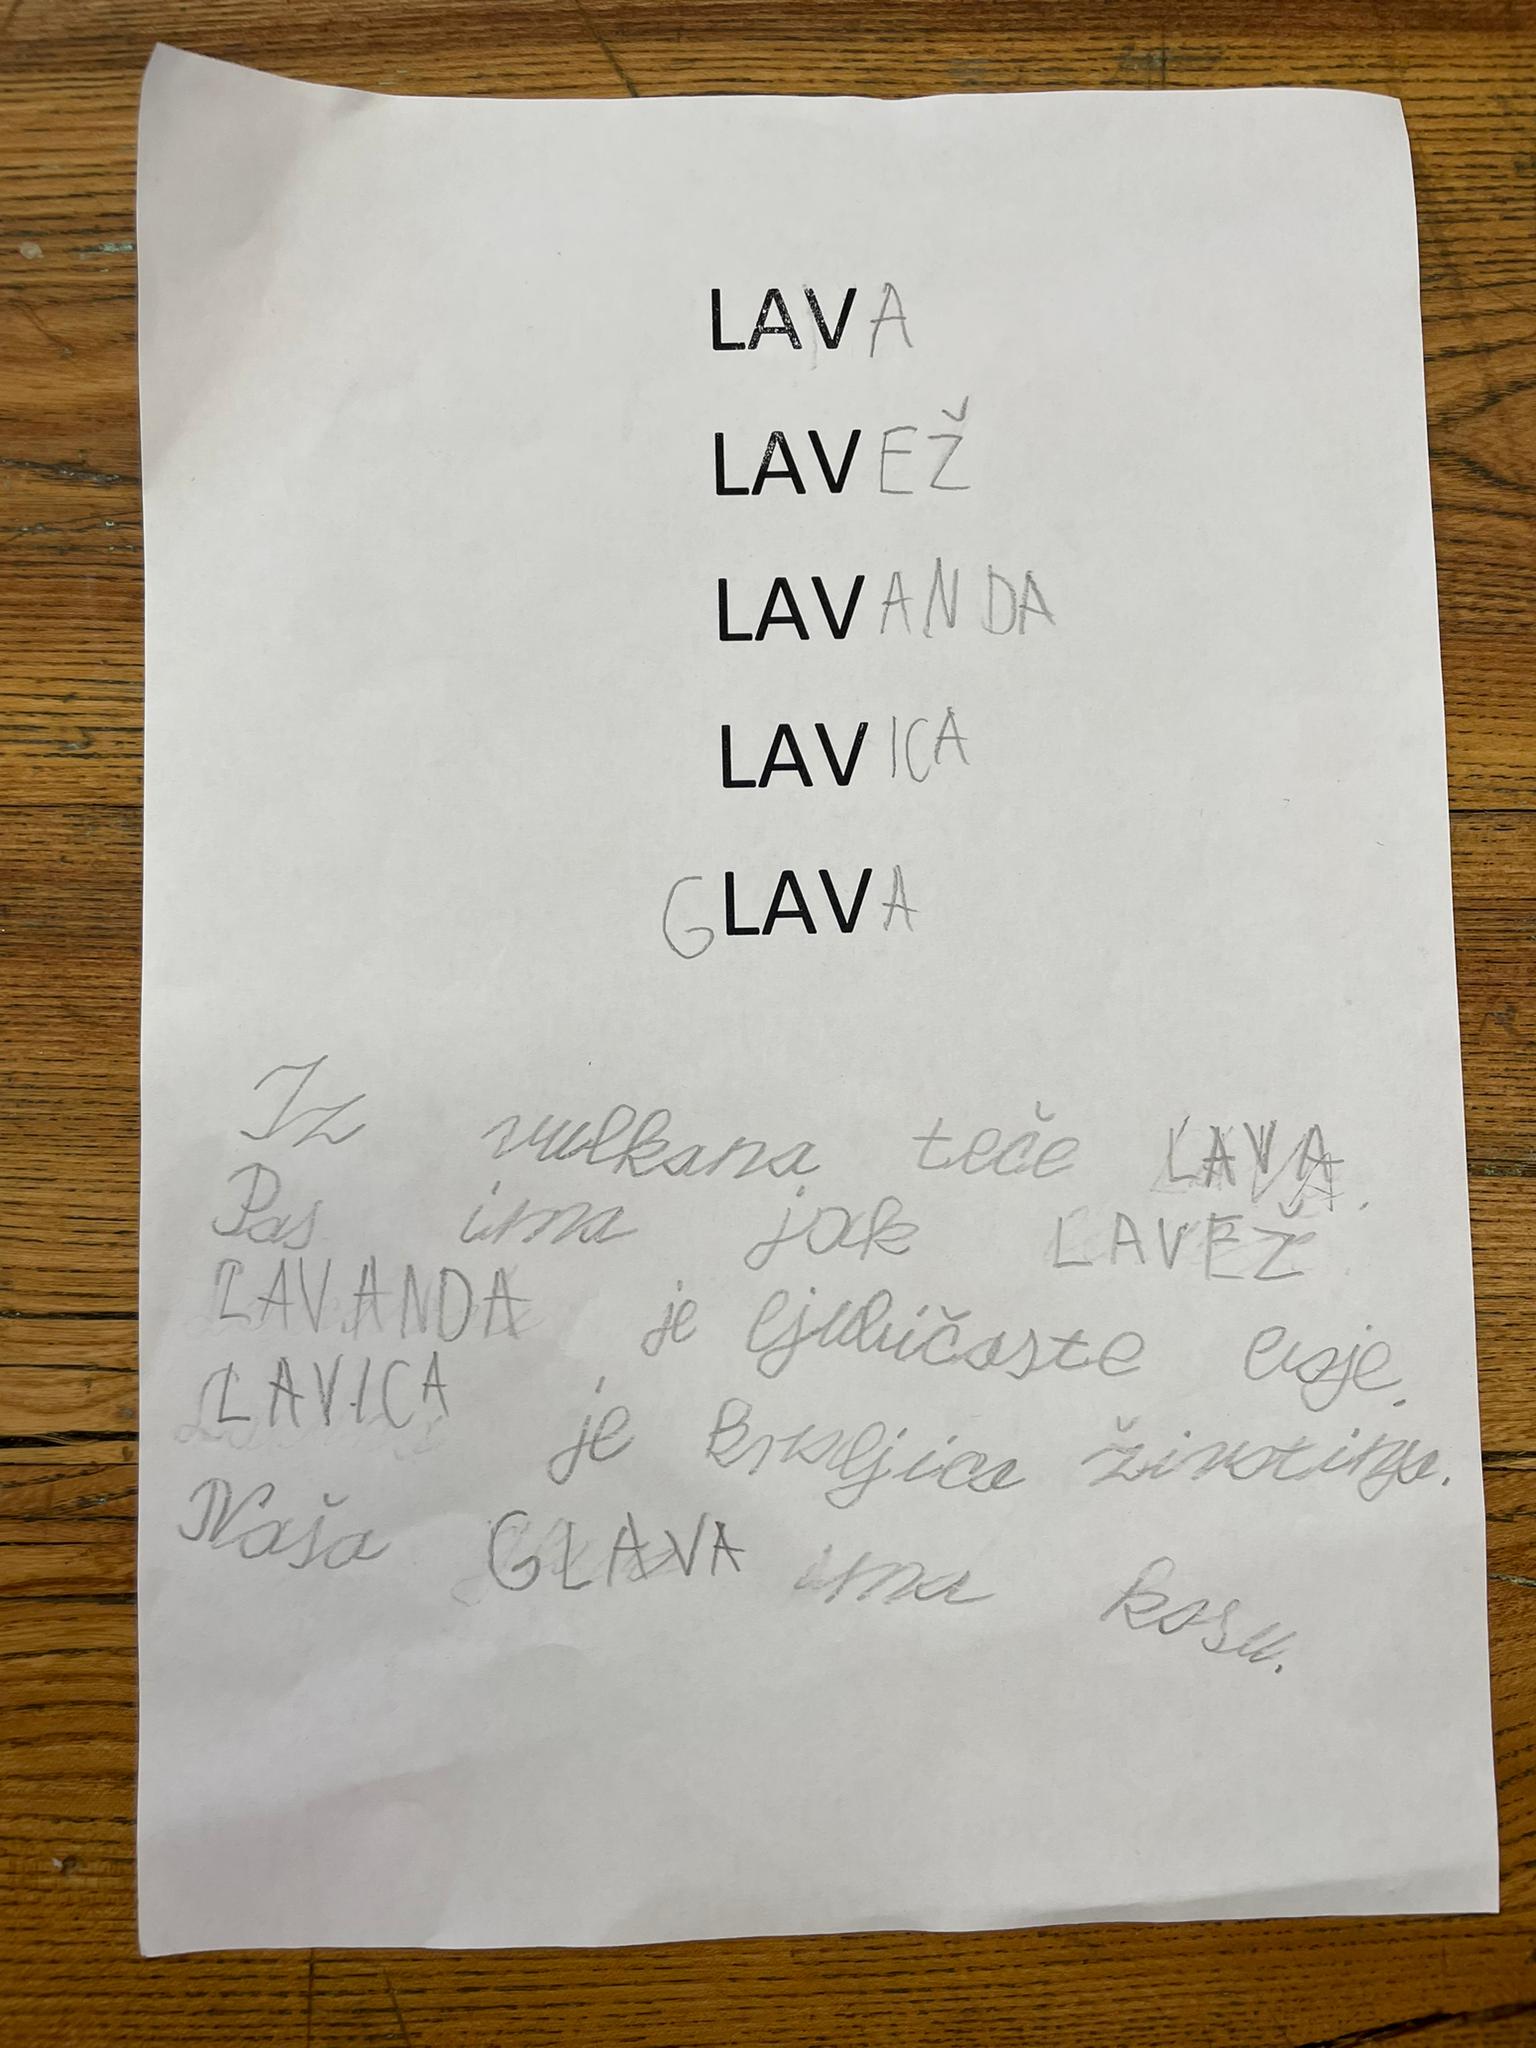 LAVA
LAVEŽ
LAVANDA
LAVICA
GLAVA
Iz vulkana teče LAVA.
Pas ima jak LAVEŽ
LAVANDA je ljubičaste boje.
LAVICA je kraljica životinja.
Naša GLAVA ima kosu.